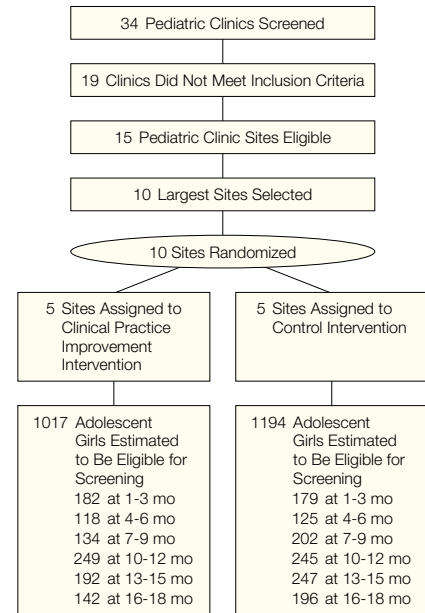 34 Pediatric Clinics Screened
19 Clinics Did Not Meet Inclusion Criteria
15 Pediatric Clinic Sites Eligible
10 Largest Sites Selected
10 Sites Randomized
5 Sites Assigned to
Clinical Practice
Improvement
Intervention
5 Sites Assigned to
Control Intervention
1017 Adolescent
Girls Estimated
to Be Eligible for
Screening
182 at 1-3 mo
118 at 4-6 mo
134 at 7-9 mo
249 at 10-12 mo
192 at 13-15 mo
142 at 16-18 mo
1194 Adolescent
Girls Estimated
to Be Eligible for
Screening
179 at 1-3 mo
125 at 4-6 mo
202 at 7-9 mo
245 at 10-12 mo
247 at 13-15 mo
196 at 16-18 mo